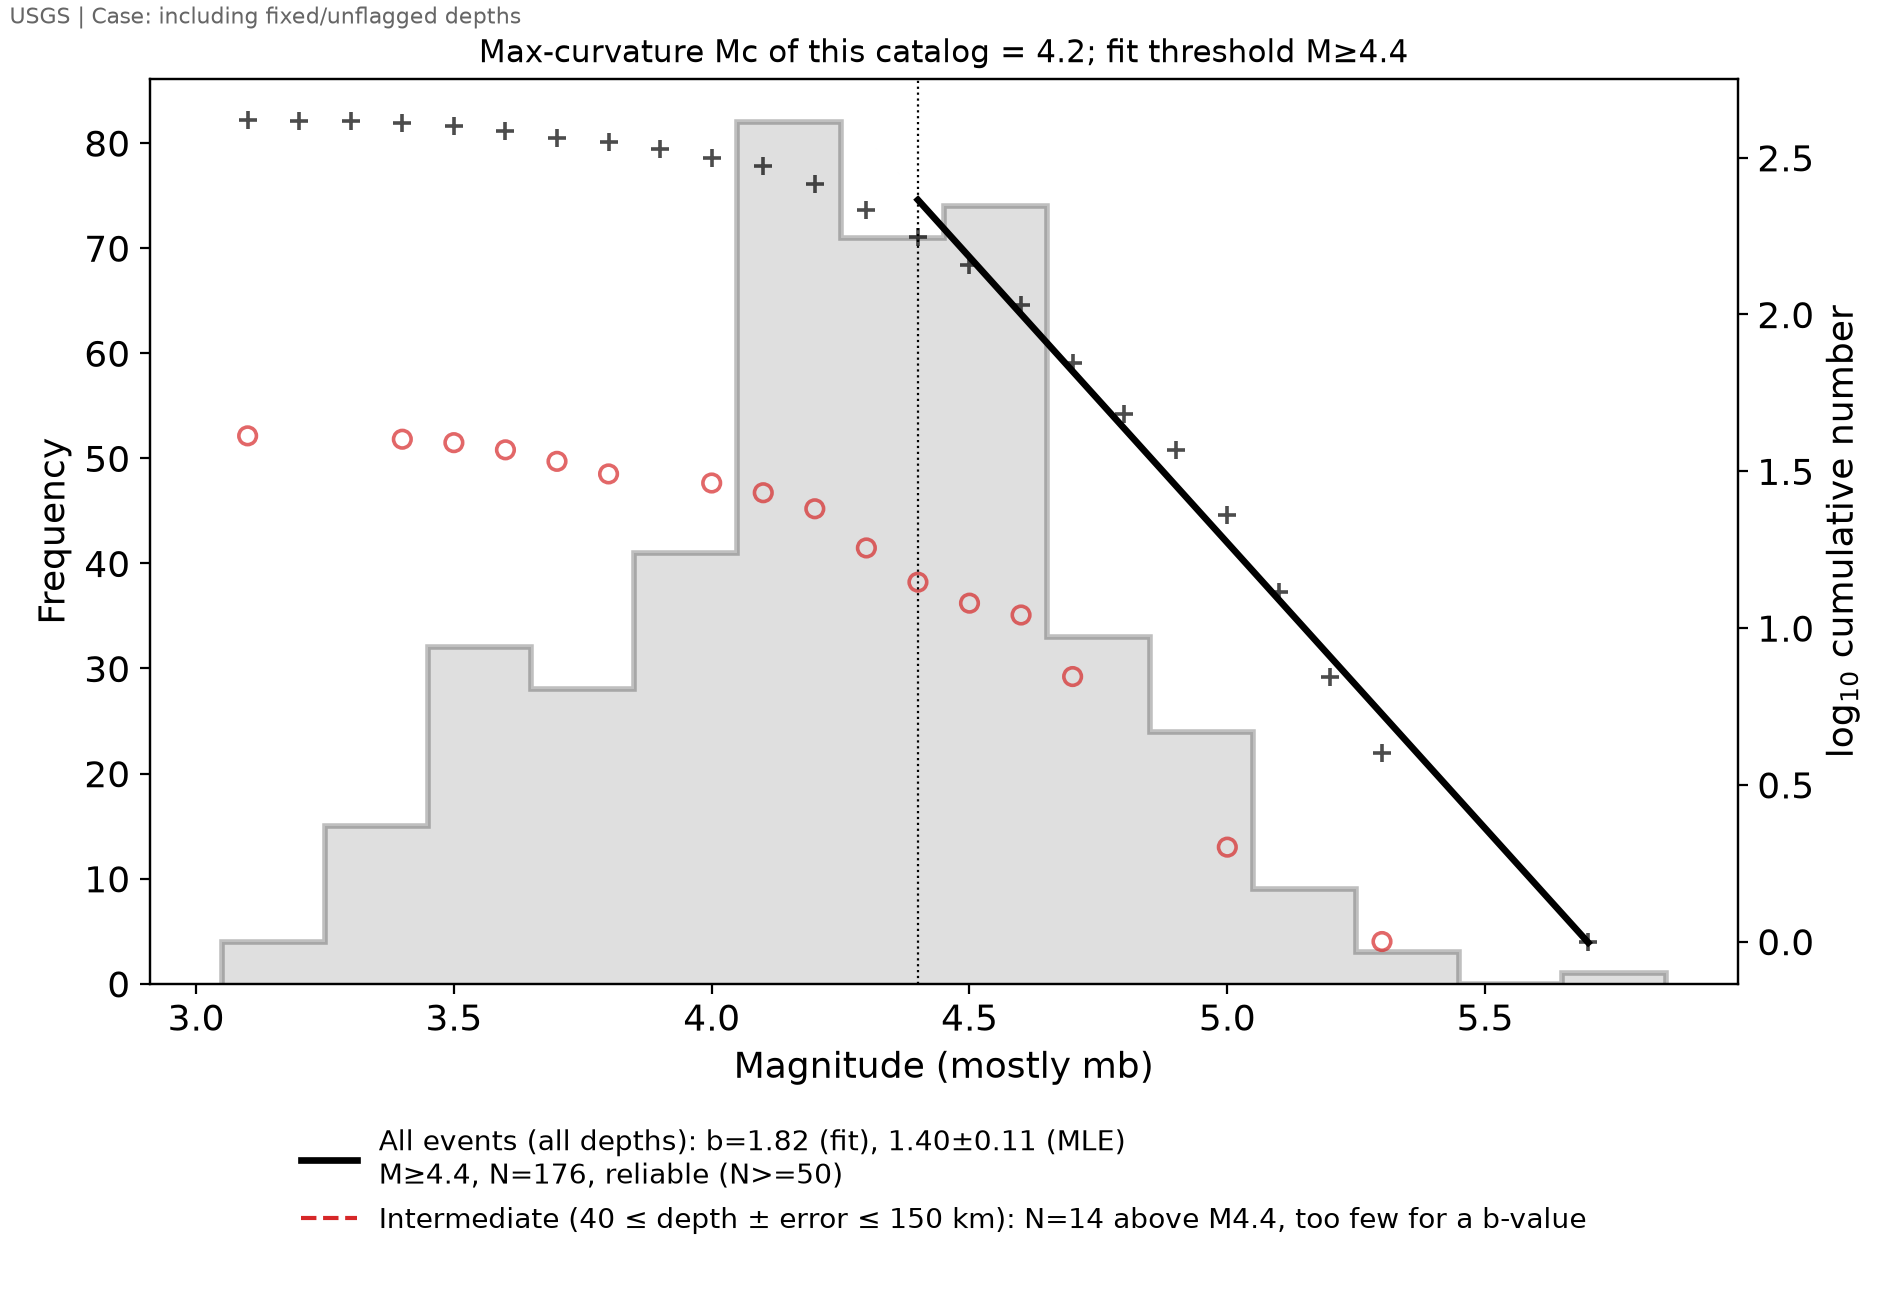 USGS | Case: including fixed/unflagged depths
Max-curvature Mc of this catalog = 4.2; fit threshold M≥4.4
Frequency
80
70
60
50
40
30
20
10
0
2.5
2.0
1.5
1.0
0.5
0.0
log₁₀ cumulative number
3.0 3.5 4.0 4.5 5.0 5.5
Magnitude (mostly mb)
All events (all depths): b=1.82 (fit), 1.40±0.11 (MLE)
M≥4.4, N=176, reliable (N>=50)
Intermediate (40 ≤ depth ± error ≤ 150 km): N=14 above M4.4, too few for a b-value